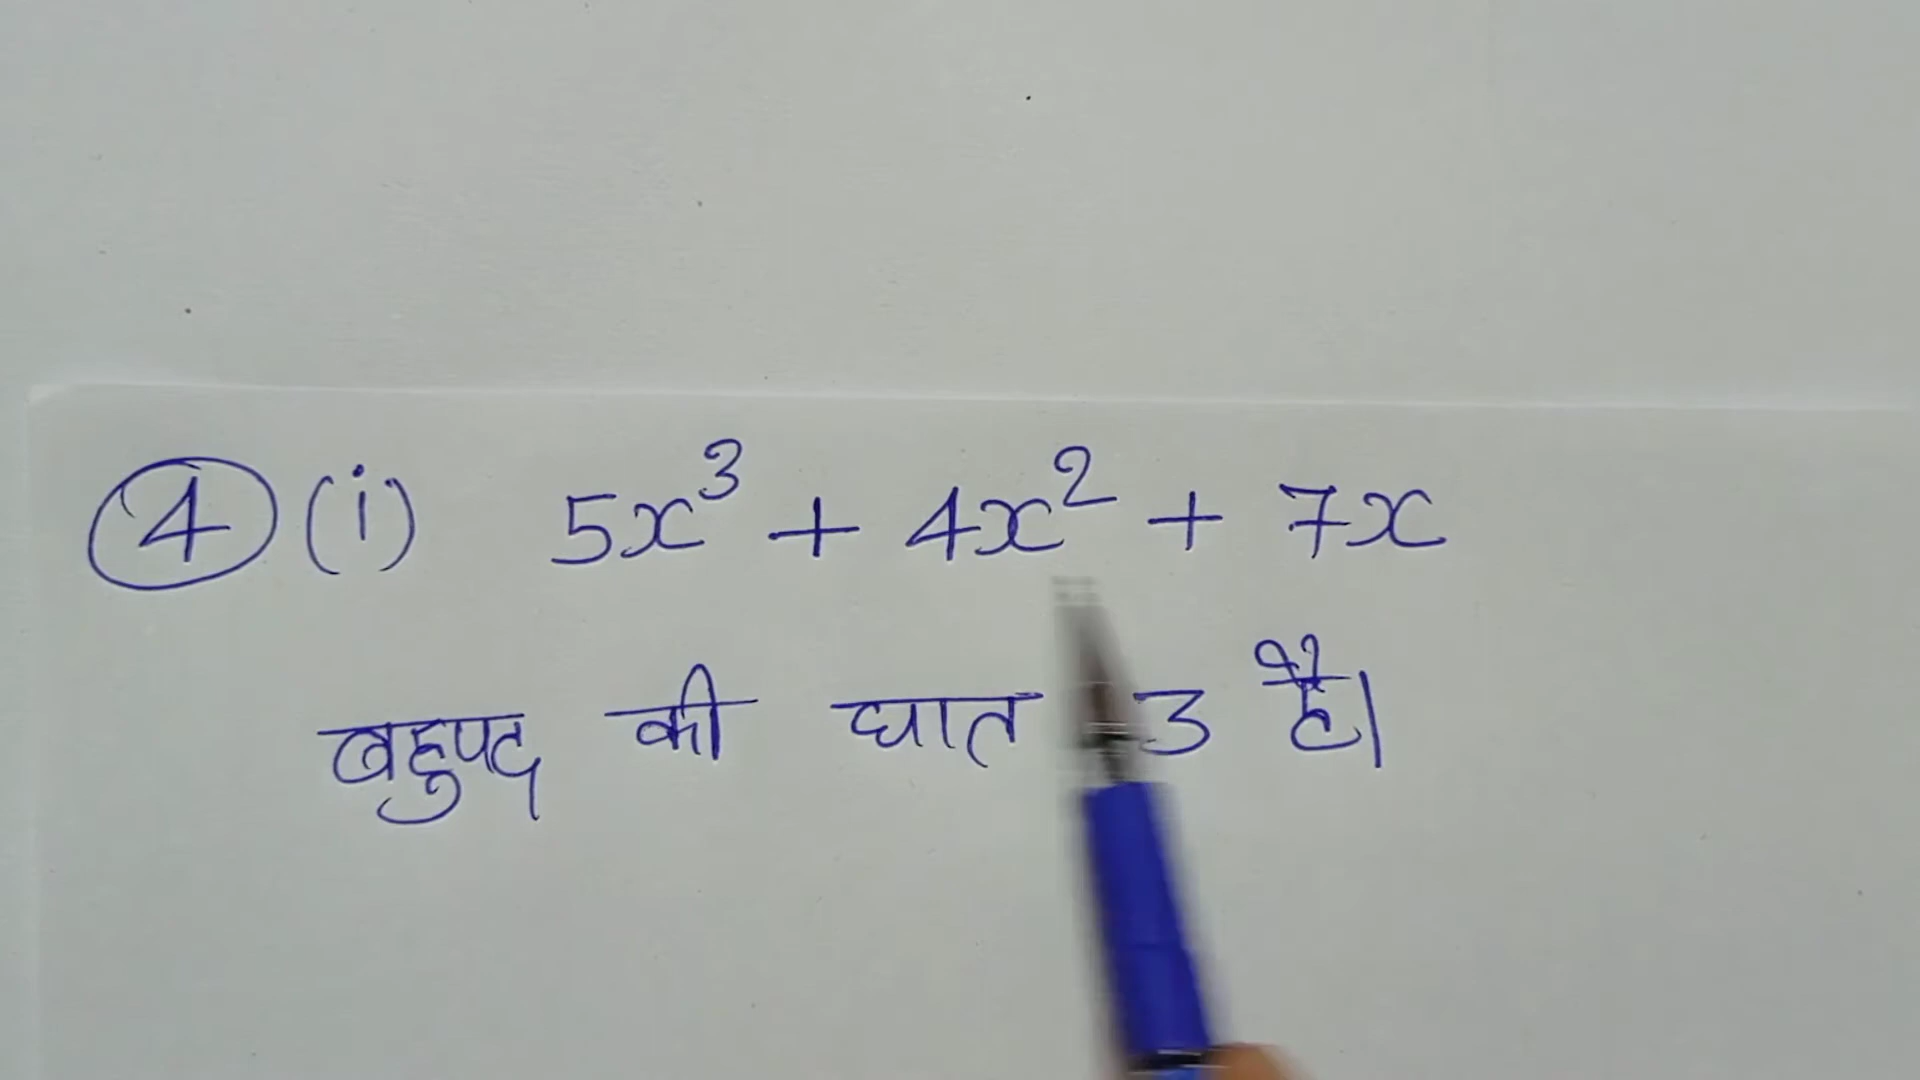 ④ (i) 5x³ + 4x² + 7x
बहुपद की घात 3 है।